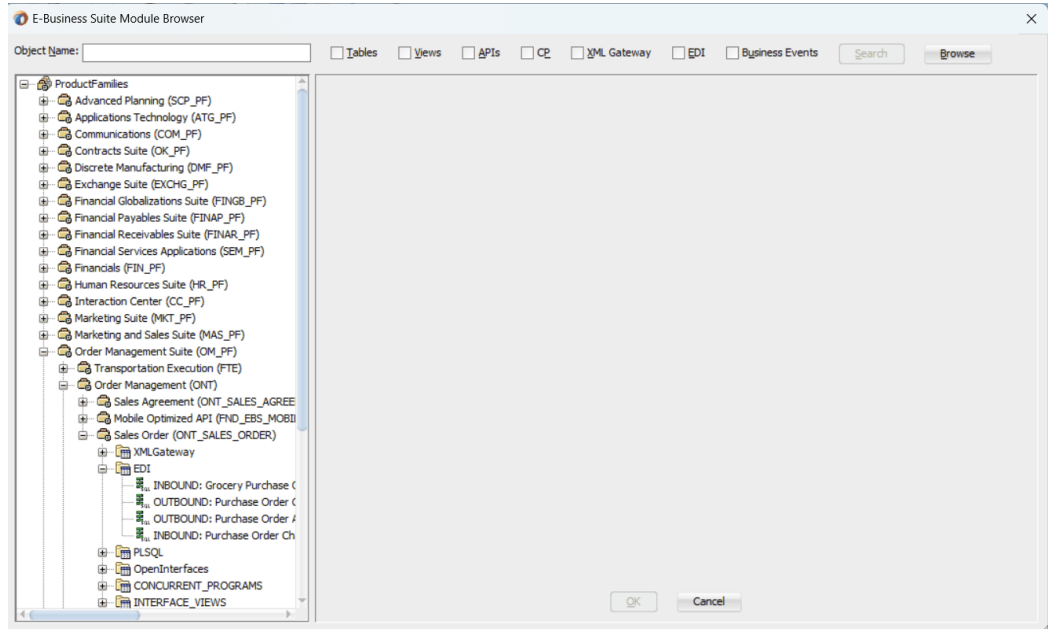 E-Business Suite Module Browser
Object Name: Tables Views APIs CP XML Gateway EDI Business Events Search Browse
ProductFamilies
Advanced Planning (SCP_PF)
Applications Technology (ATG_PF)
Communications (COM_PF)
Contracts Suite (OK_PF)
Discrete Manufacturing (DMF_PF)
Exchange Suite (EXCHG_PF)
Financial Globalizations Suite (FINGB_PF)
Financial Payables Suite (FINAP_PF)
Financial Receivables Suite (FINAR_PF)
Financial Services Applications (SEM_PF)
Financials (FIN_PF)
Human Resources Suite (HR_PF)
Interaction Center (CC_PF)
Marketing Suite (MKT_PF)
Marketing and Sales Suite (MAS_PF)
Order Management Suite (OM_PF)
Transportation Execution (FTE)
Order Management (ONT)
Sales Agreement (ONT_SALES_AGREE
Mobile Optimized API (FND_EBS_MOBI
Sales Order (ONT_SALES_ORDER)
XMLGateway
EDI
INBOUND: Grocery Purchase
OUTBOUND: Purchase Order
OUTBOUND: Purchase Order
INBOUND: Purchase Order Ch
PLSQL
OpenInterfaces
CONCURRENT_PROGRAMS
INTERFACE_VIEWS
OK Cancel